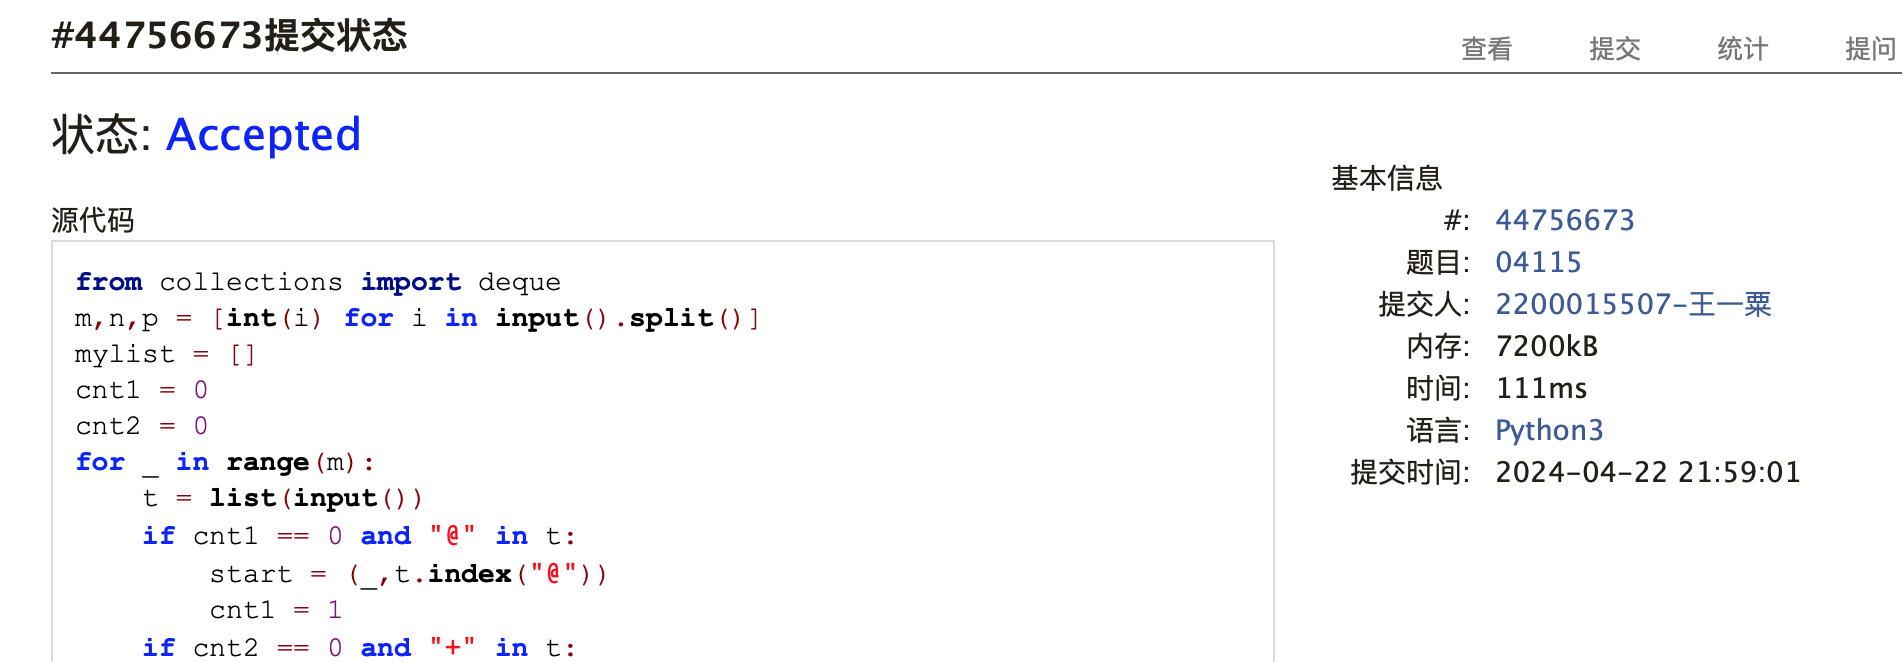 #44756673提交状态
查看 提交 统计 提问
状态: Accepted
源代码
from collections import deque
m,n,p = [int(i) for i in input().split()]
mylist = []
cnt1 = 0
cnt2 = 0
for _ in range(m):
    t = list(input())
    if cnt1 == 0 and "@" in t:
        start = (_,t.index("@"))
        cnt1 = 1
    if cnt2 == 0 and "+" in t:
基本信息
#: 44756673
题目: 04115
提交人: 2200015507-王一粟
内存: 7200kB
时间: 111ms
语言: Python3
提交时间: 2024-04-22 21:59:01